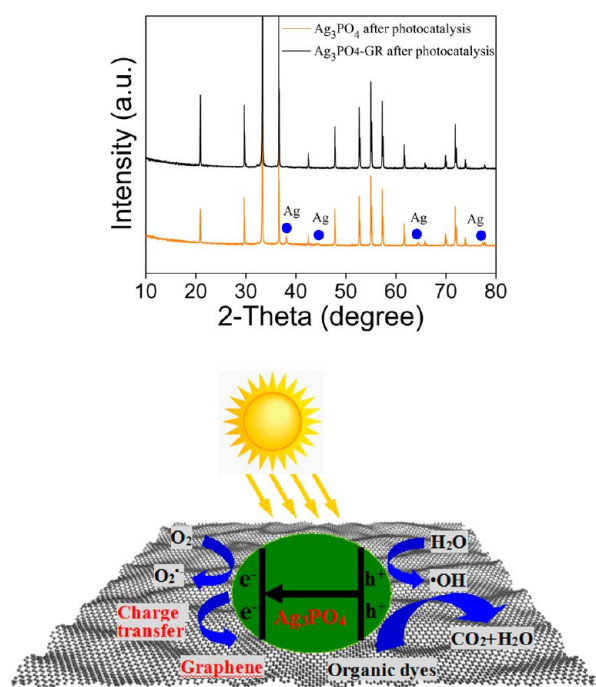 Ag₃PO₄ after photocatalysis
Ag₃PO4-GR after photocatalysis
Intensity (a.u.)
Ag
Ag
Ag
Ag
10 20 30 40 50 60 70 80
2-Theta (degree)
O₂
H₂O
O₂•
e⁻
h⁺
•OH
e⁻
Ag₃PO₄
h⁺
Charge
transfer
CO₂+H₂O
Graphene
Organic dyes